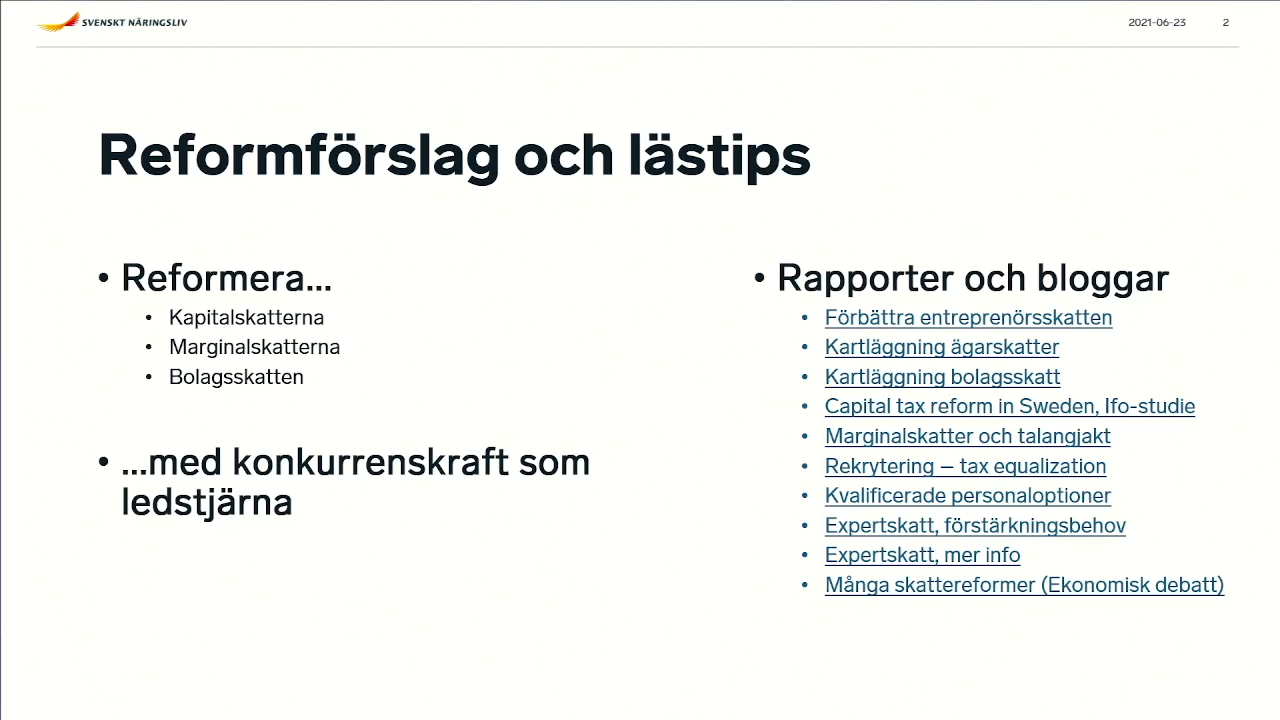 SVENSKT NÄRINGSLIV
2021-06-23 2
Reformförslag och lästips
• Reformera...
• Kapitalskatterna
• Marginalskatterna
• Bolagsskatten
• ...med konkurrenskraft som
ledstjärna
• Rapporter och bloggar
• Förbättra entreprenörsskatten
• Kartläggning ägarskatter
• Kartläggning bolagsskatt
• Capital tax reform in Sweden, Ifo-studie
• Marginalskatter och talangjakt
• Rekrytering – tax equalization
• Kvalificerade personaloptioner
• Expertskatt, förstärkningsbehov
• Expertskatt, mer info
• Många skattereformer (Ekonomisk debatt)